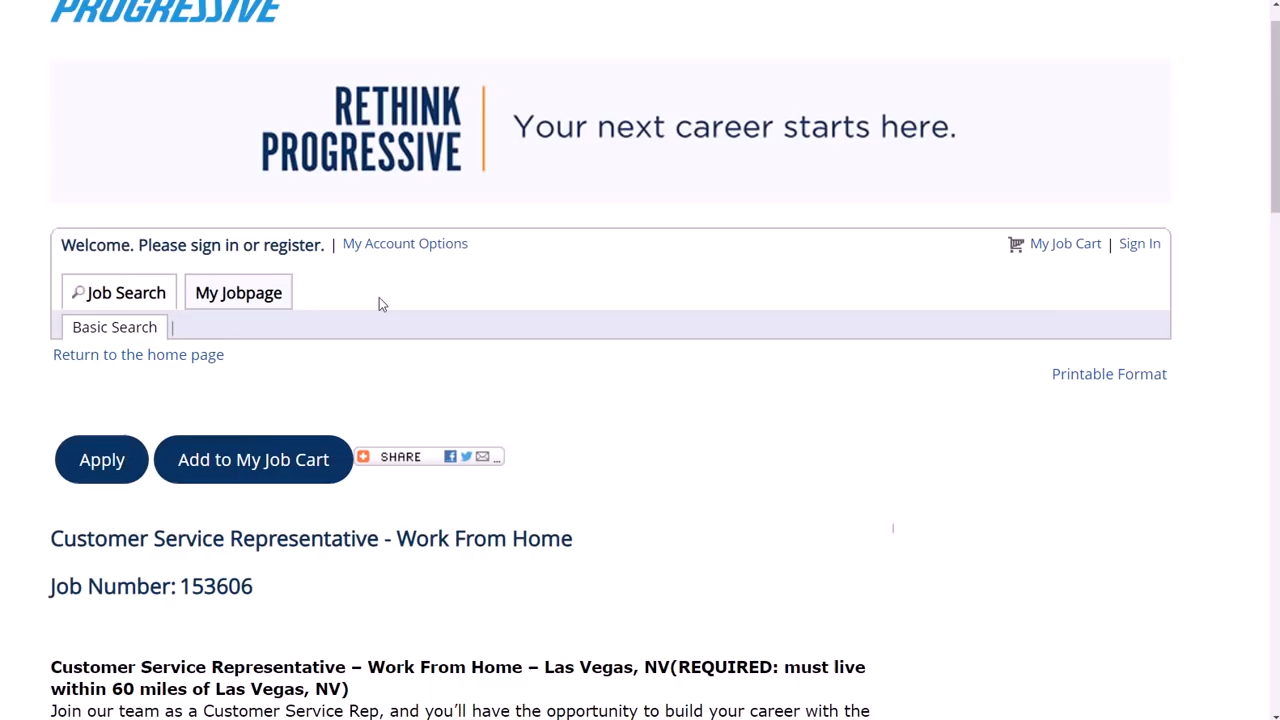 PROGRESSIVE
RETHINK
PROGRESSIVE
Your next career starts here.
Welcome. Please sign in or register. | My Account Options
My Job Cart | Sign In
Job Search
My Jobpage
Basic Search |
Return to the home page
Printable Format
Apply
Add to My Job Cart
SHARE ...
Customer Service Representative - Work From Home
Job Number: 153606
Customer Service Representative – Work From Home – Las Vegas, NV(REQUIRED: must live
within 60 miles of Las Vegas, NV)
Join our team as a Customer Service Rep, and you’ll have the opportunity to build your career with the